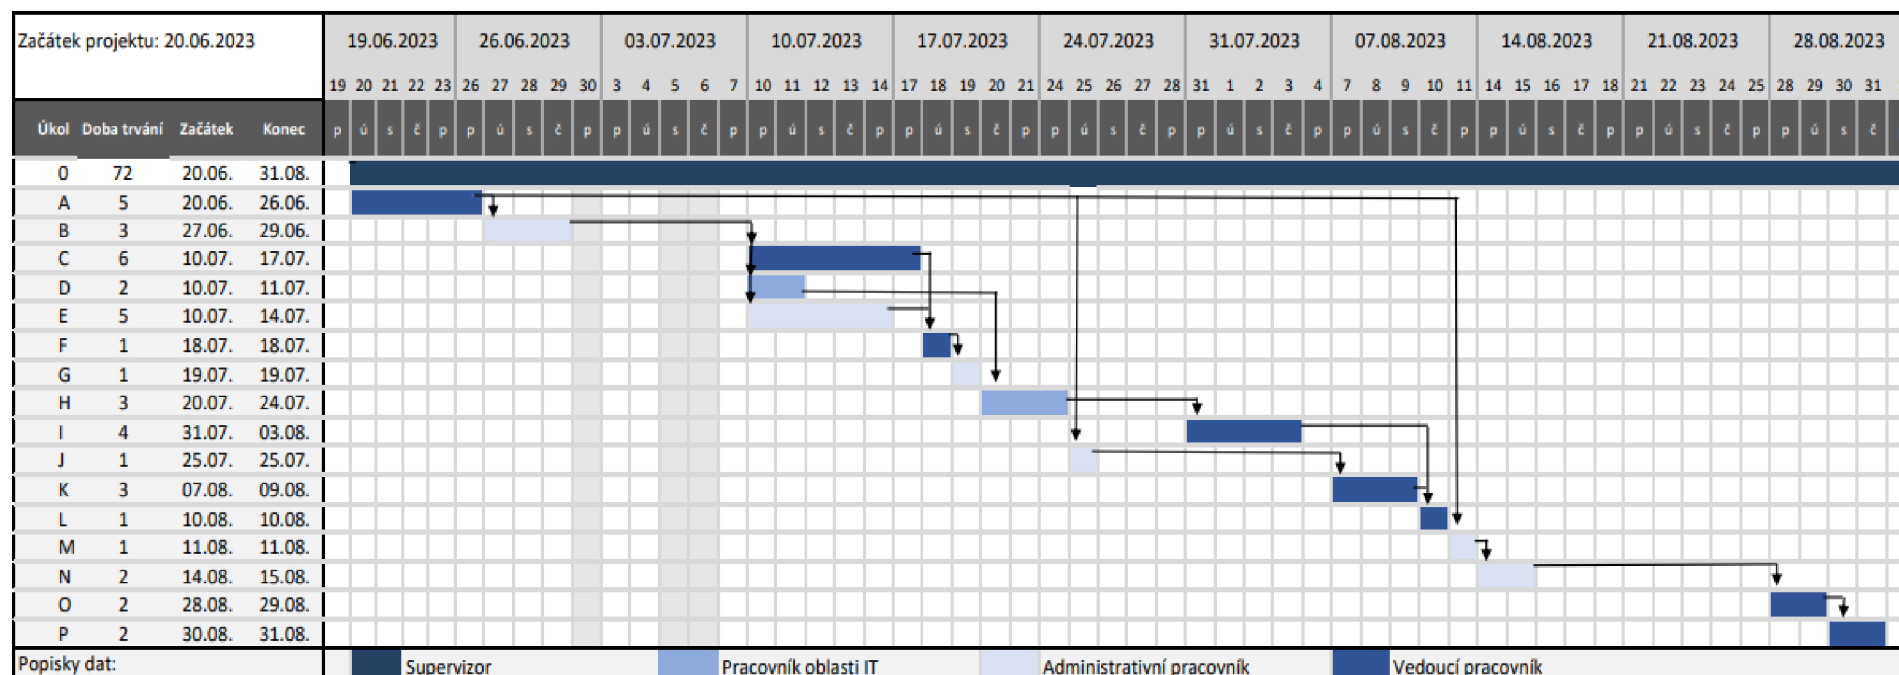 Začátek projektu: 20.06.2023 19.06.2023 26.06.2023 03.07.2023 10.07.2023 17.07.2023 24.07.2023 31.07.2023 07.08.2023 14.08.2023 21.08.2023 28.08.2023
19 20 21 22 23 26 27 28 29 30 3 4 5 6 7 10 11 12 13 14 17 18 19 20 21 24 25 26 27 28 31 1 2 3 4 7 8 9 10 11 14 15 16 17 18 21 22 23 24 25 28 29 30 31
Úkol Doba trvání Začátek Konec p ú s č p p ú s č p p ú s č p p ú s č p p ú s č p p ú s č p p ú s č p p ú s č p p ú s č p p ú s č p p ú s č
0 72 20.06. 31.08.
A 5 20.06. 26.06.
B 3 27.06. 29.06.
C 6 10.07. 17.07.
D 2 10.07. 11.07.
E 5 10.07. 14.07.
F 1 18.07. 18.07.
G 1 19.07. 19.07.
H 3 20.07. 24.07.
I 4 31.07. 03.08.
J 1 25.07. 25.07.
K 3 07.08. 09.08.
L 1 10.08. 10.08.
M 1 11.08. 11.08.
N 2 14.08. 15.08.
O 2 28.08. 29.08.
P 2 30.08. 31.08.
Popisky dat: Supervizor Pracovník oblasti IT Administrativní pracovník Vedoucí pracovník